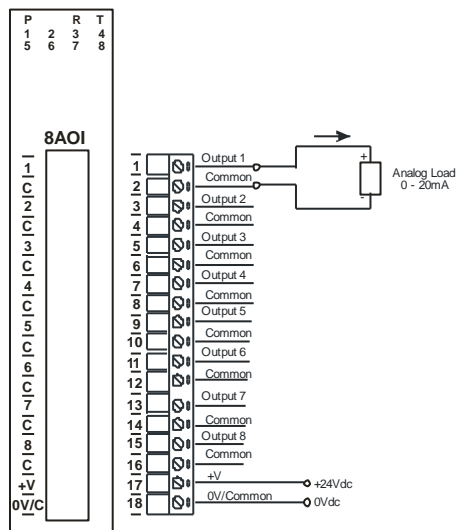 P R T
1 2 3 4
5 6 7 8
8AOI
1
C
2
C
3
C
4
C
5
C
6
C
7
C
8
C
+V
0V/C
1 Output 1
2 Common
3 Output 2
4 Common
5 Output 3
6 Common
7 Output 4
8 Common
9 Output 5
10 Common
11 Output 6
12 Common
13 Output 7
14 Common
15 Output 8
16 Common
17 +V +24Vdc
18 0V/Common 0Vdc
+
-
Analog Load
0 - 20mA